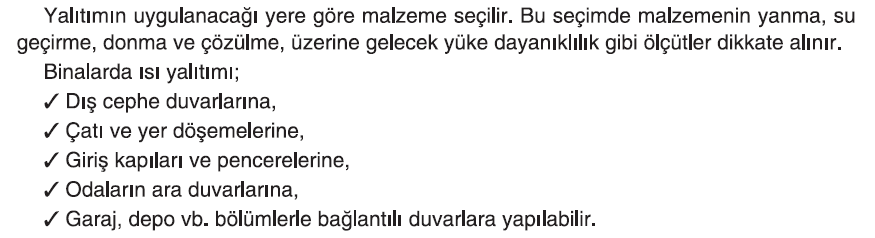 Yalıtımın uygulanacağı yere göre malzeme seçilir. Bu seçimde malzemenin yanma, su
geçirme, donma ve çözülme, üzerine gelecek yüke dayanıklılık gibi ölçütler dikkate alınır.
Binalarda ısı yalıtımı;
✓ Dış cephe duvarlarına,
✓ Çatı ve yer döşemelerine,
✓ Giriş kapıları ve pencerelerine,
✓ Odaların ara duvarlarına,
✓ Garaj, depo vb. bölümlerle bağlantılı duvarlara yapılabilir.